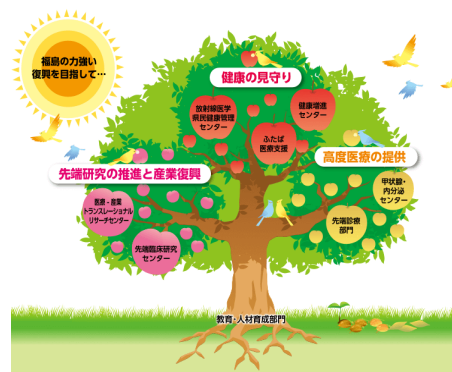 福島の力強い
復興を目指して…
健康の見守り
放射線医学
県民健康管理
センター
健康増進
センター
ふたば
医療支援
先端研究の推進と産業復興
高度医療の提供
医療－産業
トランスレーショナル
リサーチセンター
先端臨床研究
センター
甲状腺・
内分泌
センター
先端診療
部門
教育・人材育成部門